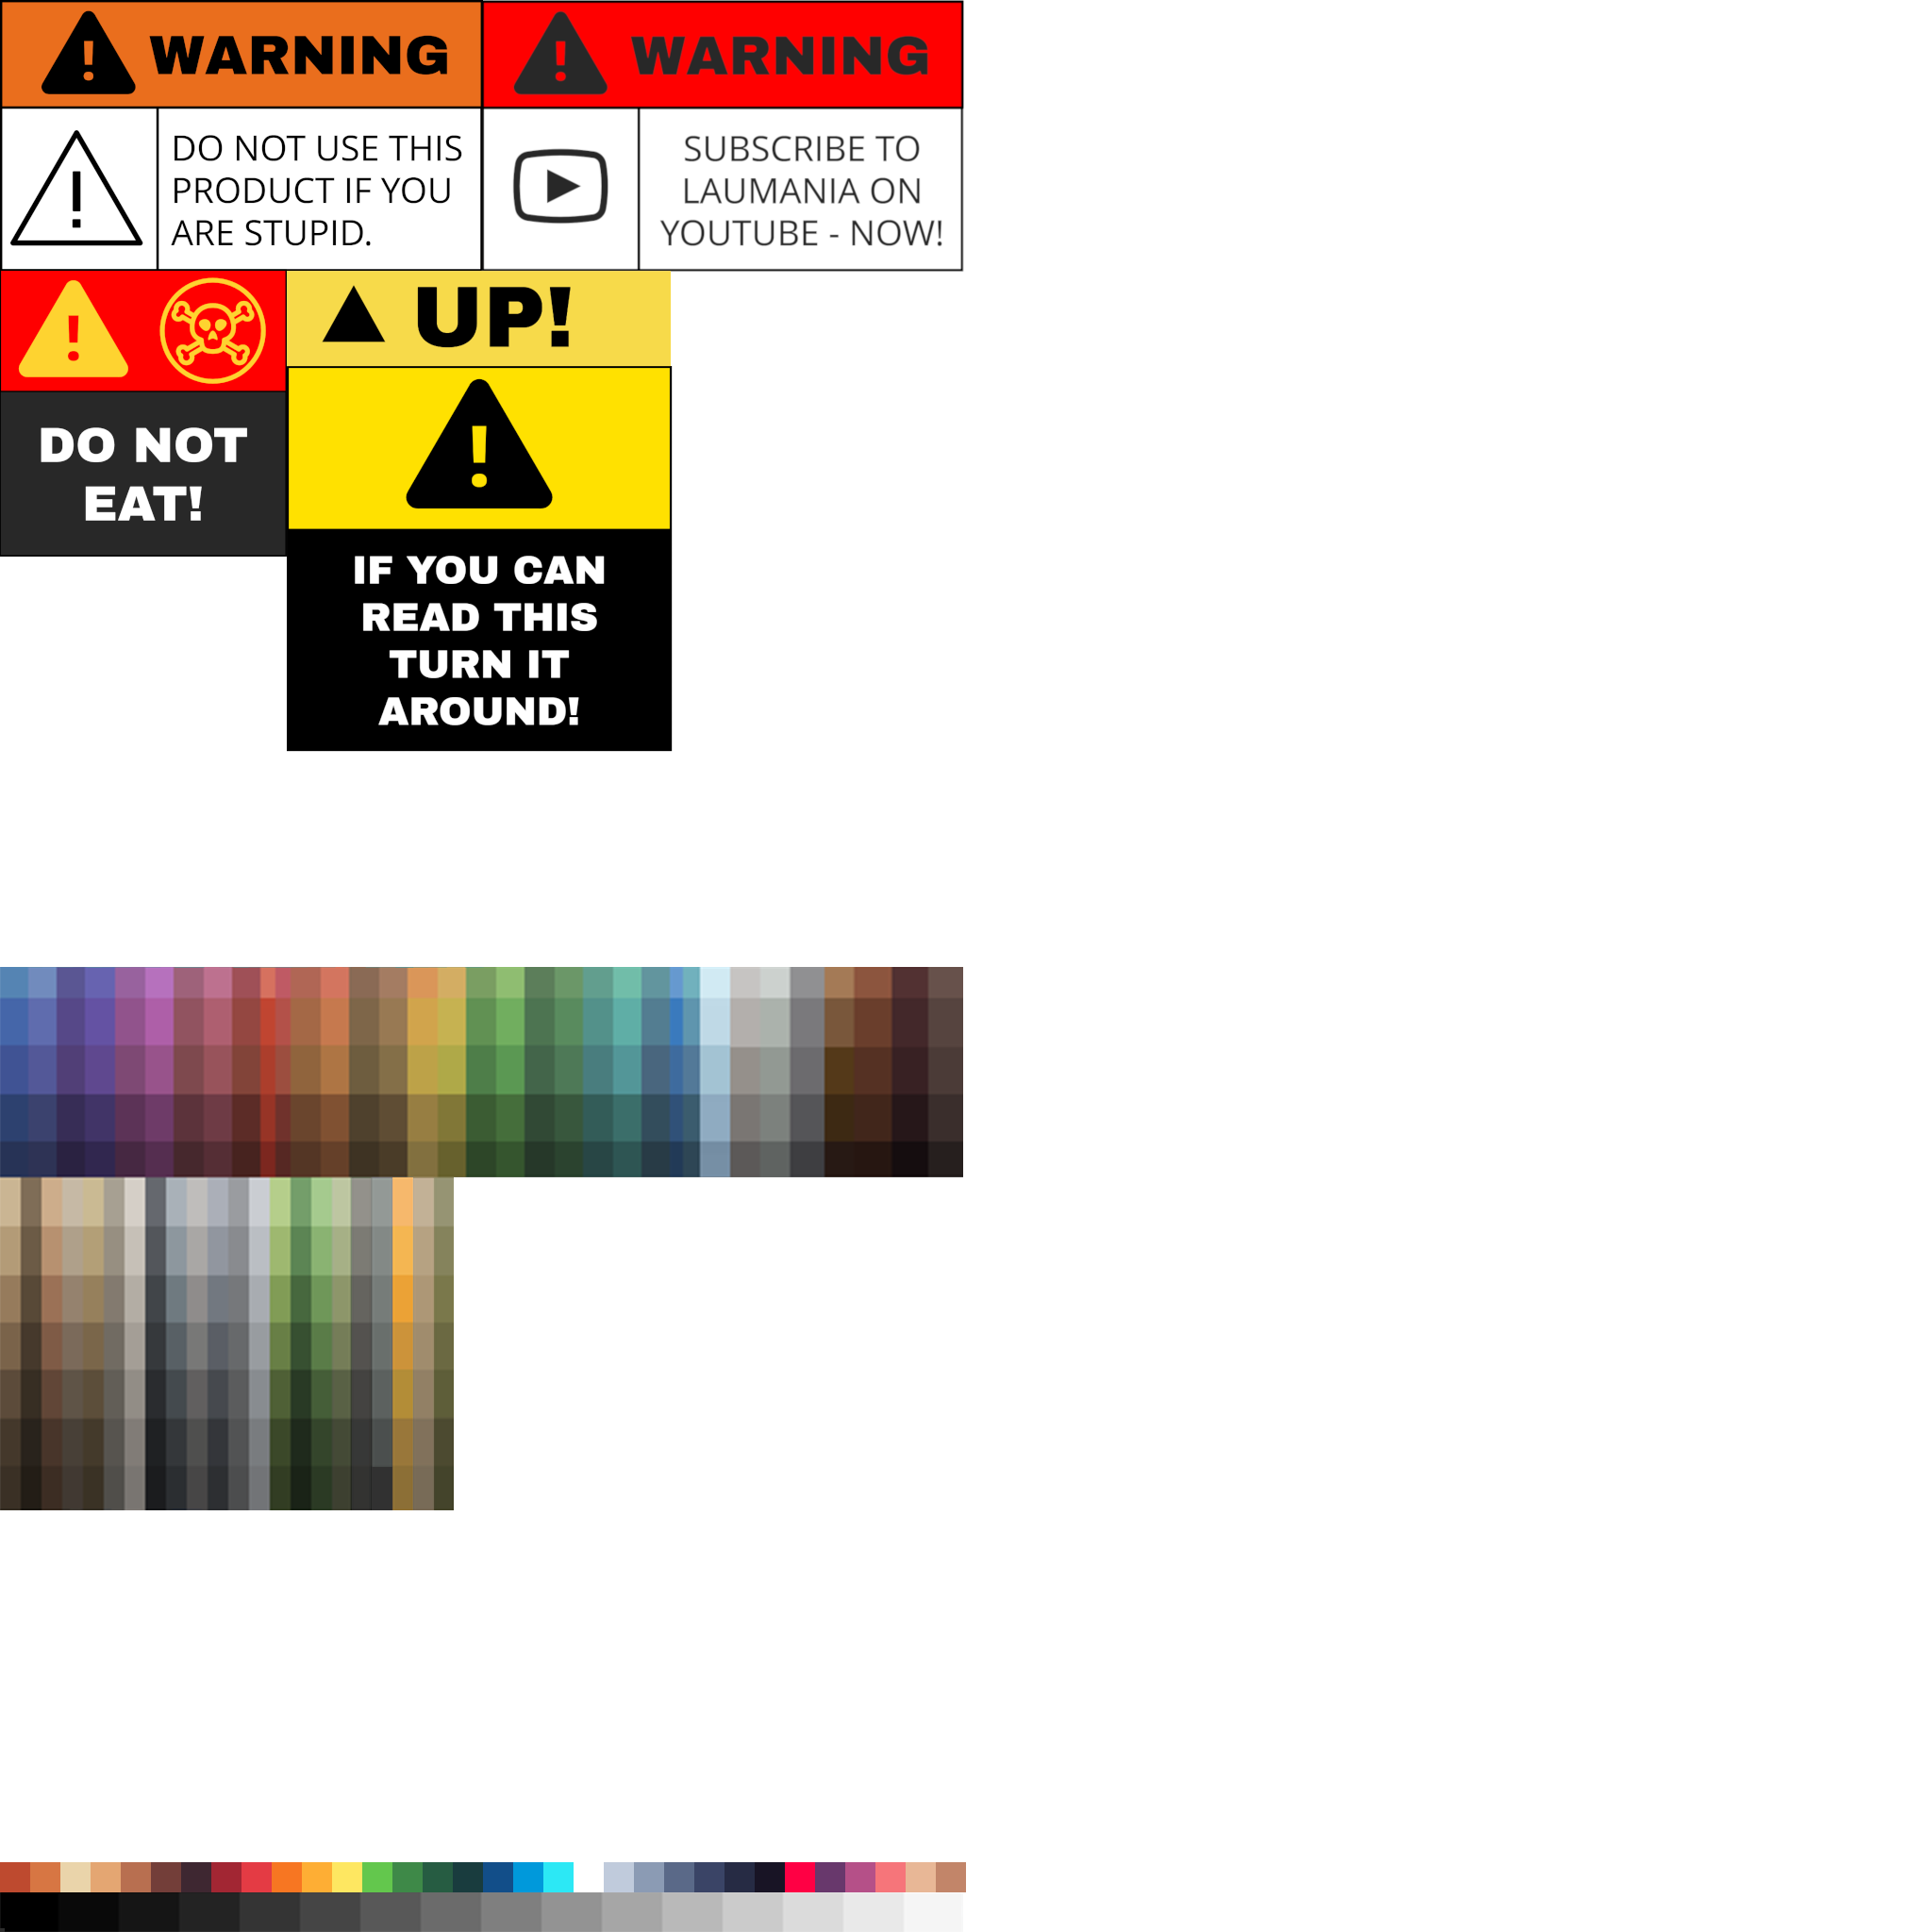 WARNING
DO NOT USE THIS
PRODUCT IF YOU
ARE STUPID.
WARNING
SUBSCRIBE TO
LAUMANIA ON
YOUTUBE - NOW!
DO NOT
EAT!
UP!
IF YOU CAN
READ THIS
TURN IT
AROUND!